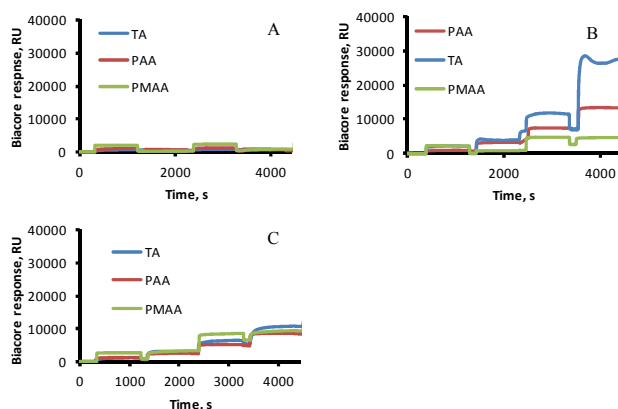 A
Biacore respnse, RU
40000
30000
20000
10000
0
TA
PAA
PMAA
0
2000
4000
Time, s
B
Biacore response, RU
40000
30000
20000
10000
0
PAA
TA
PMAA
0
2000
4000
Time, s
C
Biacore response, RU
40000
30000
20000
10000
0
TA
PAA
PMAA
0
1000
2000
3000
4000
Time, s